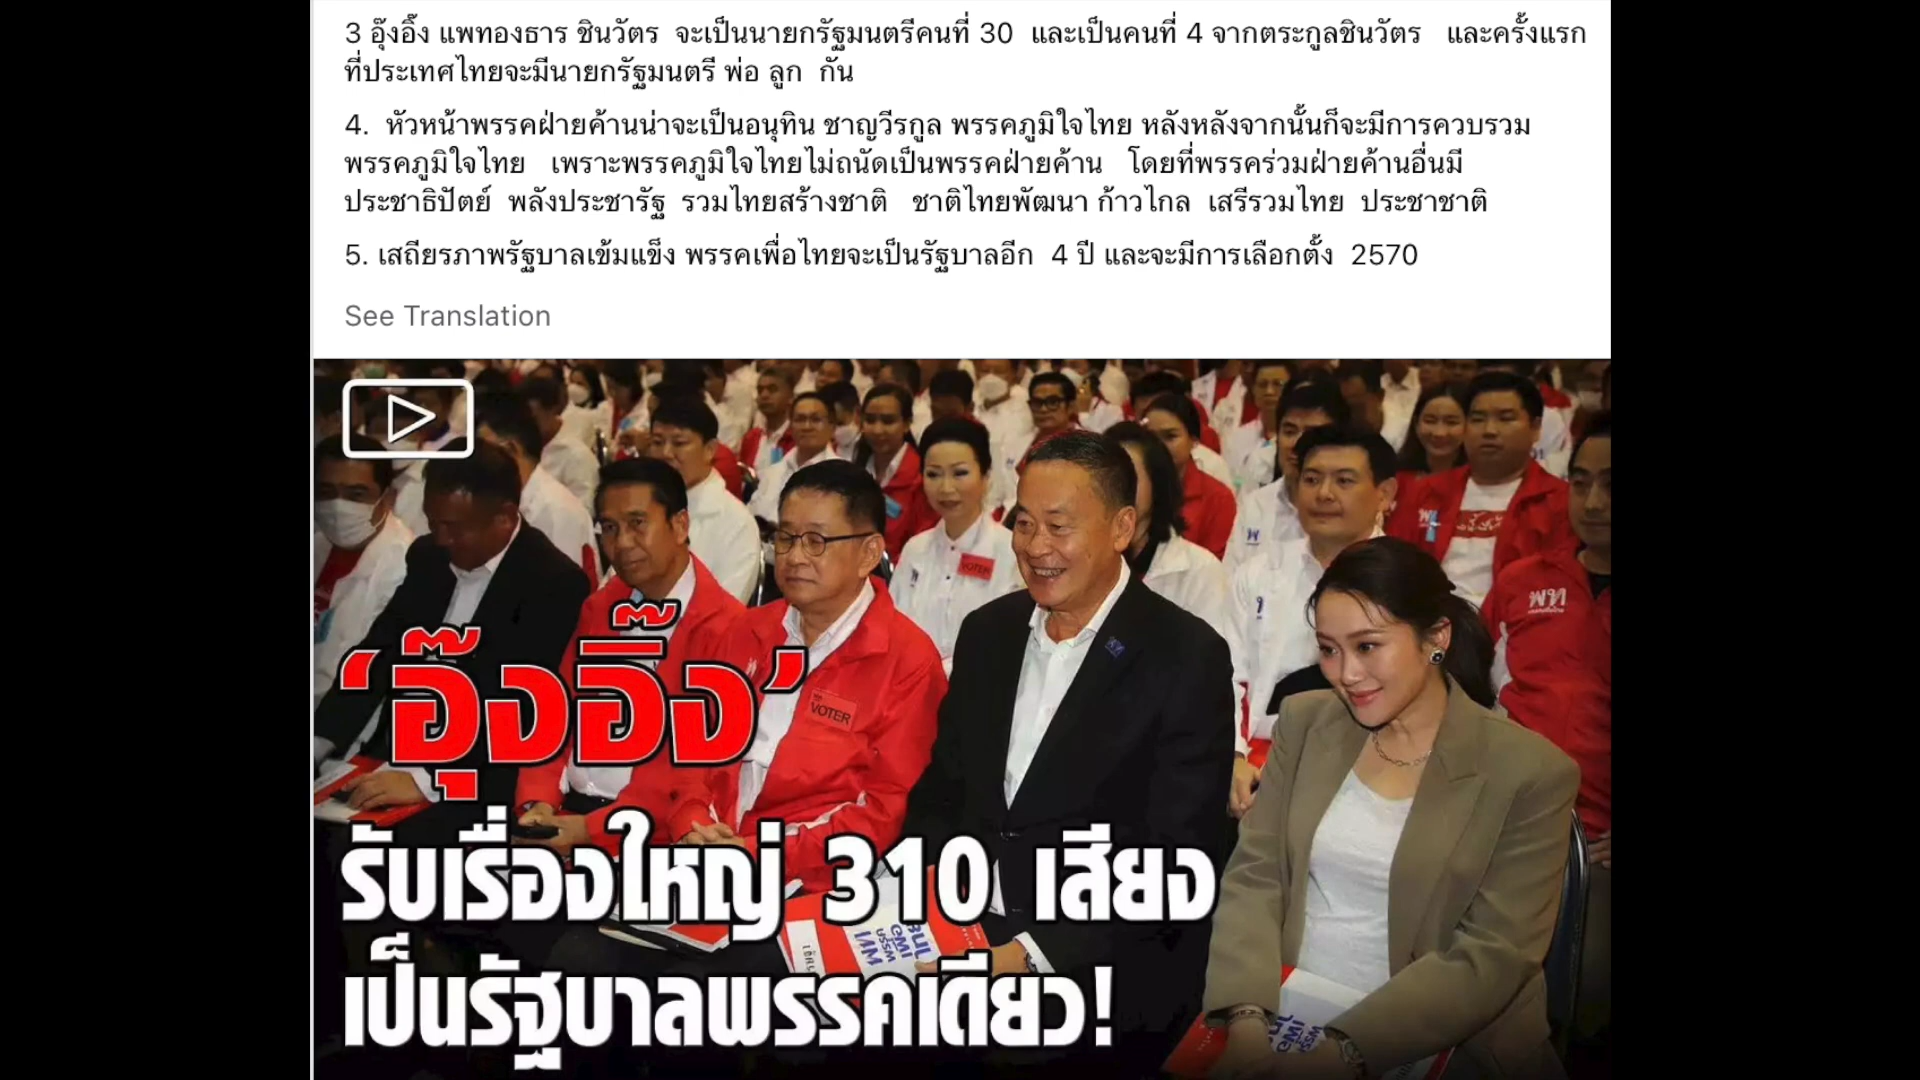 3 อุ๊งอิ๊ง แพทองธาร ชินวัตร จะเป็นนายกรัฐมนตรีคนที่ 30 และเป็นคนที่ 4 จากตระกูลชินวัตร และครั้งแรก
ที่ประเทศไทยจะมีนายกรัฐมนตรี พ่อ ลูก กัน
4. หัวหน้าพรรคฝ่ายค้านน่าจะเป็นอนุทิน ชาญวีรกูล พรรคภูมิใจไทย หลังหลังจากนั้นก็จะมีการควบรวม
พรรคภูมิใจไทย เพราะพรรคภูมิใจไทยไม่ถนัดเป็นพรรคฝ่ายค้าน โดยที่พรรคร่วมฝ่ายค้านอื่นมี
ประชาธิปัตย์ พลังประชารัฐ รวมไทยสร้างชาติ ชาติไทยพัฒนา ก้าวไกล เสรีรวมไทย ประชาชาติ
5. เสถียรภาพรัฐบาลเข้มแข็ง พรรคเพื่อไทยจะเป็นรัฐบาลอีก 4 ปี และจะมีการเลือกตั้ง 2570
See Translation
VOTER
พท
VOTER
‘อุ๊งอิ๊ง’
รับเรื่องใหญ่ 310 เสียง
เป็นรัฐบาลพรรคเดียว!